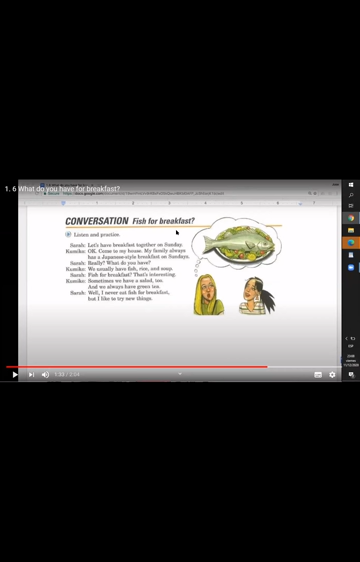 1. 6 What do you have for breakfast?
CONVERSATION Fish for breakfast?
Listen and practice.
Sarah: Let's have breakfast together on Sunday.
Kumiko: OK. Come to my house. My family always
has a Japanese-style breakfast on Sundays.
Sarah: Really? What do you have?
Kumiko: We usually have fish, rice, and soup.
Sarah: Fish for breakfast? That's interesting.
Kumiko: Sometimes we have a salad, too.
And we always have green tea.
Sarah: Well, I never eat fish for breakfast,
but I like to try new things.